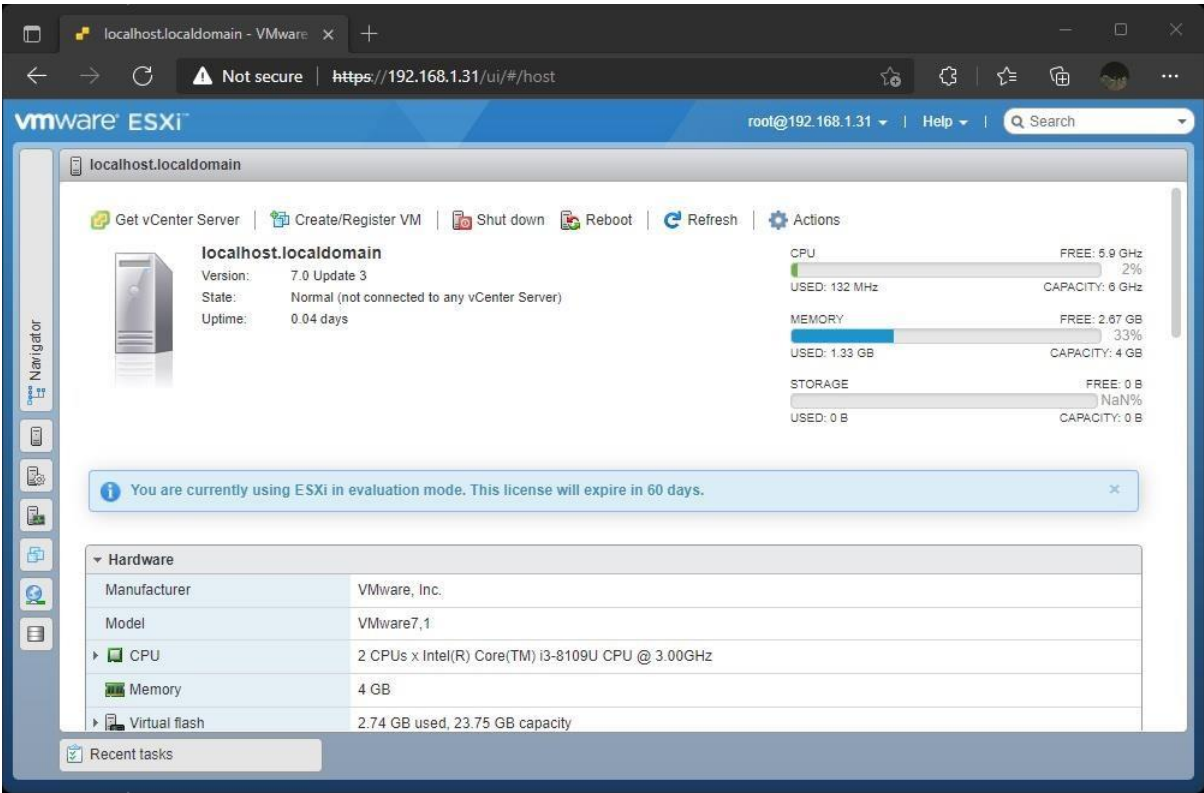 localhost.localdomain - VMware
Not secure | https://192.168.1.31/ui/#/host
vmware ESXi™
root@192.168.1.31 | Help | Search
Navigator
localhost.localdomain
Get vCenter Server | Create/Register VM | Shut down Reboot | Refresh | Actions
localhost.localdomain
Version: 7.0 Update 3
State: Normal (not connected to any vCenter Server)
Uptime: 0.04 days
CPU FREE: 5.9 GHz
2%
USED: 132 MHz CAPACITY: 6 GHz
MEMORY FREE: 2.67 GB
33%
USED: 1.33 GB CAPACITY: 4 GB
STORAGE FREE: 0 B
NaN%
USED: 0 B CAPACITY: 0 B
You are currently using ESXi in evaluation mode. This license will expire in 60 days.
Hardware
Manufacturer VMware, Inc.
Model VMware7,1
CPU 2 CPUs x Intel(R) Core(TM) i3-8109U CPU @ 3.00GHz
Memory 4 GB
Virtual flash 2.74 GB used, 23.75 GB capacity
Recent tasks